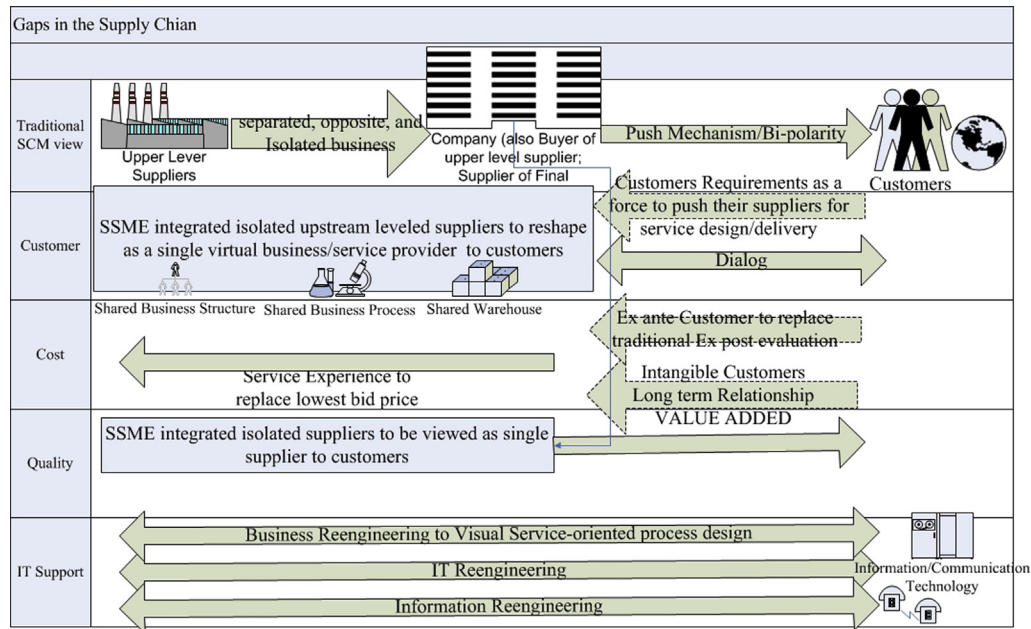 Gaps in the Supply Chian
Traditional
SCM view
Upper Lever
Suppliers
separated, opposite, and
Isolated business
Company (also Buyer of
upper level supplier;
Supplier of Final
Push Mechanism/Bi-polarity
Customers
Customer
SSME integrated isolated upstream leveled suppliers to reshape
as a single virtual business/service provider to customers
Shared Business Structure
Shared Business Process
Shared Warehouse
Customers Requirements as a
force to push their suppliers for
service design/delivery
Dialog
Cost
Service Experience to
replace lowest bid price
Ex ante Customer to replace
traditional Ex post evaluation
Intangible Customers
Long term Relationship
VALUE ADDED
Quality
SSME integrated isolated suppliers to be viewed as single
supplier to customers
IT Support
Business Reengineering to Visual Service-oriented process design
IT Reengineering
Information Reengineering
Information/Communication
Technology